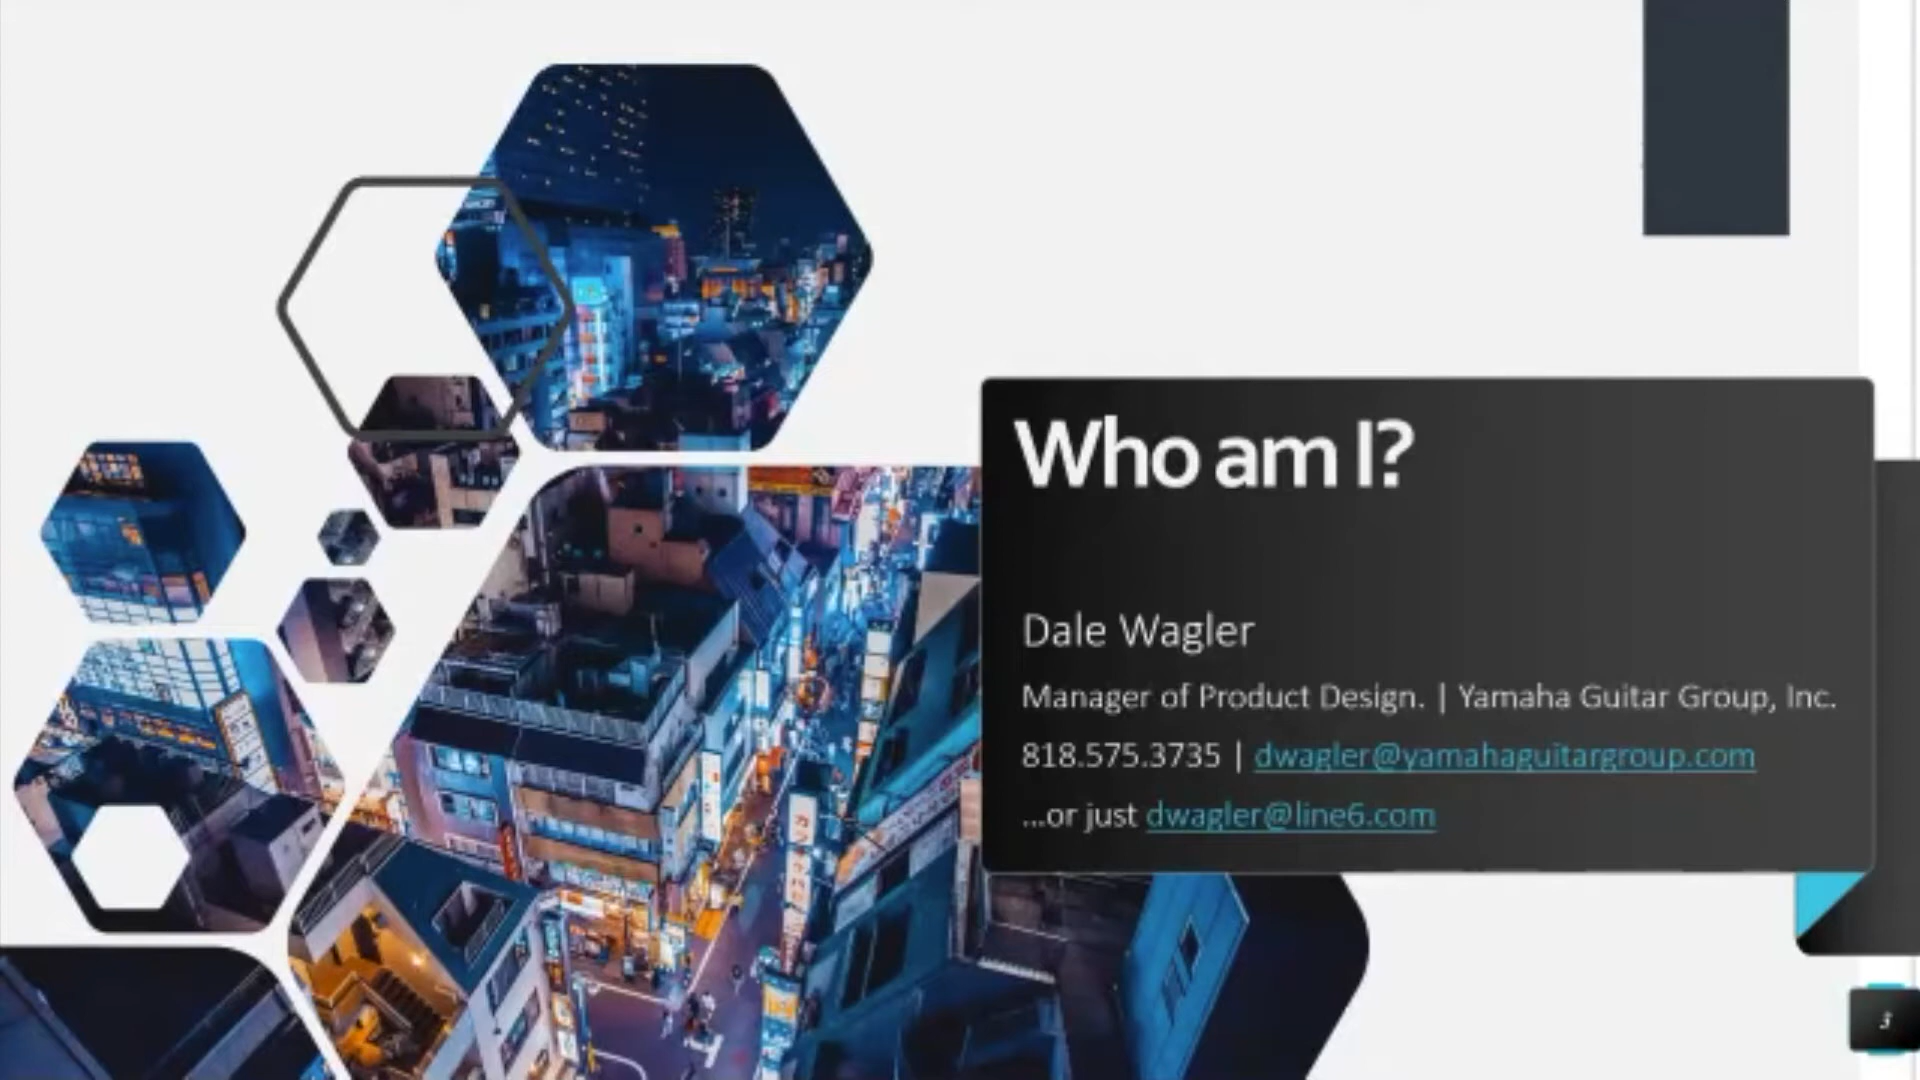 Who am I?
Dale Wagler
Manager of Product Design. | Yamaha Guitar Group, Inc.
818.575.3735 | dwagler@yamahaguitargroup.com
...or just dwagler@line6.com
3